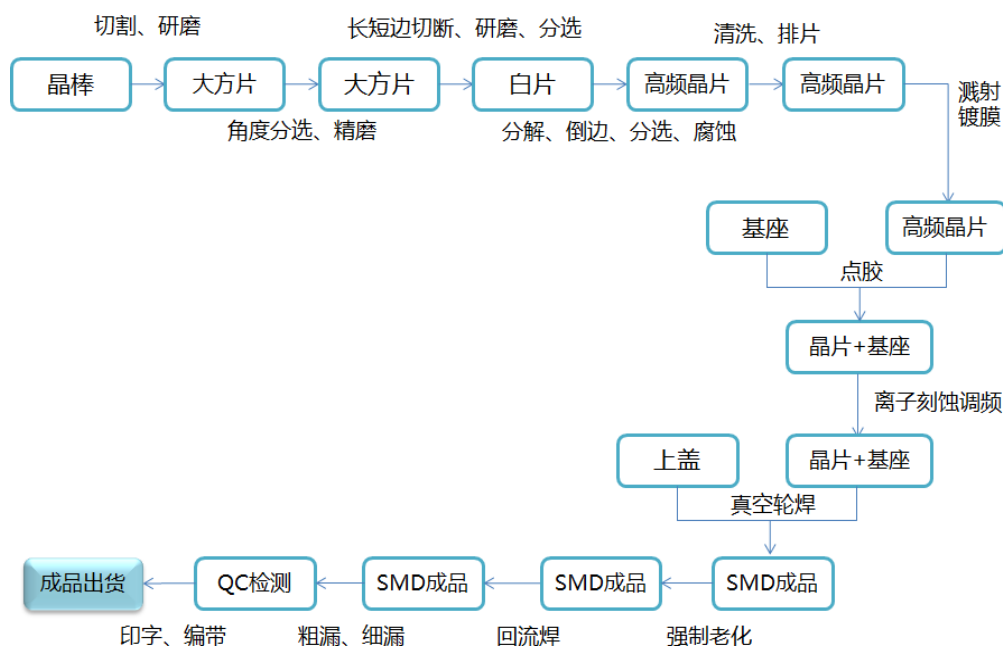 切割、研磨
长短边切断、研磨、分选
清洗、排片
晶棒
大方片
大方片
白片
高频晶片
高频晶片
溅射
镀膜
角度分选、精磨
分解、倒边、分选、腐蚀
基座
高频晶片
点胶
晶片+基座
离子刻蚀调频
上盖
晶片+基座
真空轮焊
成品出货
QC检测
SMD成品
SMD成品
SMD成品
印字、编带
粗漏、细漏
回流焊
强制老化